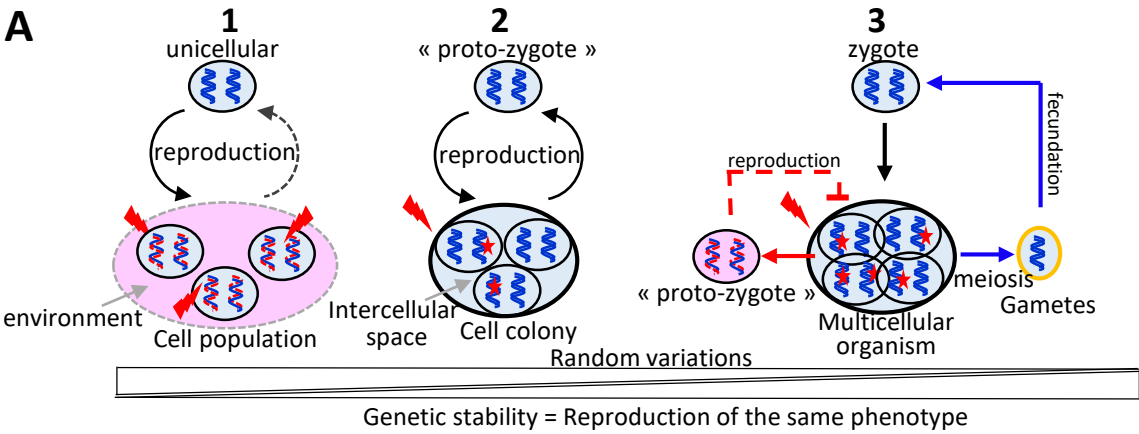 A
1
unicellular
reproduction
environment
Cell population
2
« proto-zygote »
reproduction
Intercellular
space
Cell colony
3
zygote
fecundation
reproduction
« proto-zygote »
meiosis
Gametes
Multicellular
organism
Random variations
Genetic stability = Reproduction of the same phenotype